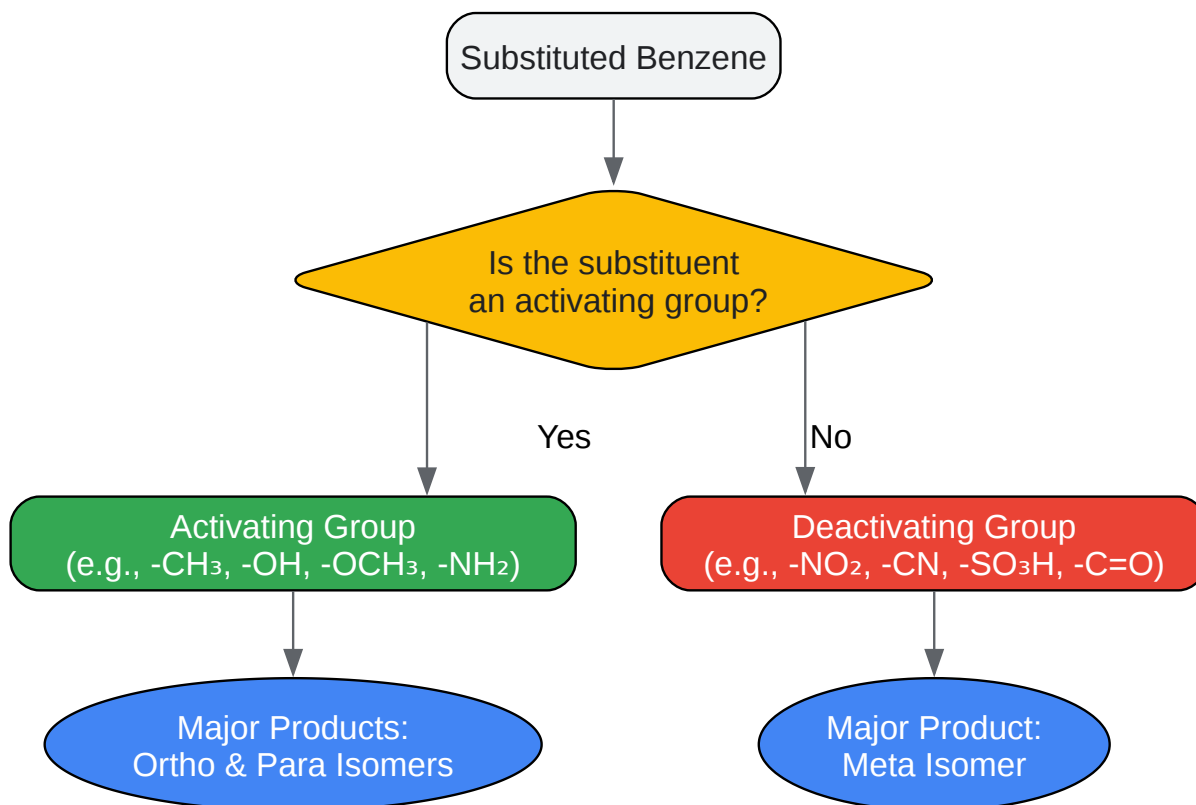 Substituted Benzene
Is the substituent
an activating group?
Yes
No
Activating Group
(e.g., -CH₃, -OH, -OCH₃, -NH₂)
Deactivating Group
(e.g., -NO₂, -CN, -SO₃H, -C=O)
Major Products:
Ortho & Para Isomers
Major Product:
Meta Isomer